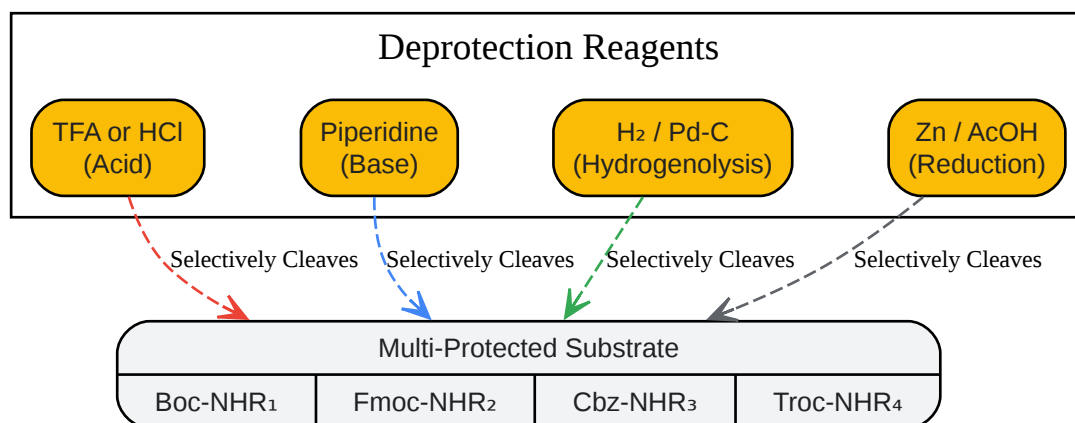 Deprotection Reagents
TFA or HCl
(Acid)
Piperidine
(Base)
H₂ / Pd-C
(Hydrogenolysis)
Zn / AcOH
(Reduction)
Selectively Cleaves
Selectively Cleaves
Selectively Cleaves
Selectively Cleaves
Multi-Protected Substrate
Boc-NHR₁
Fmoc-NHR₂
Cbz-NHR₃
Troc-NHR₄